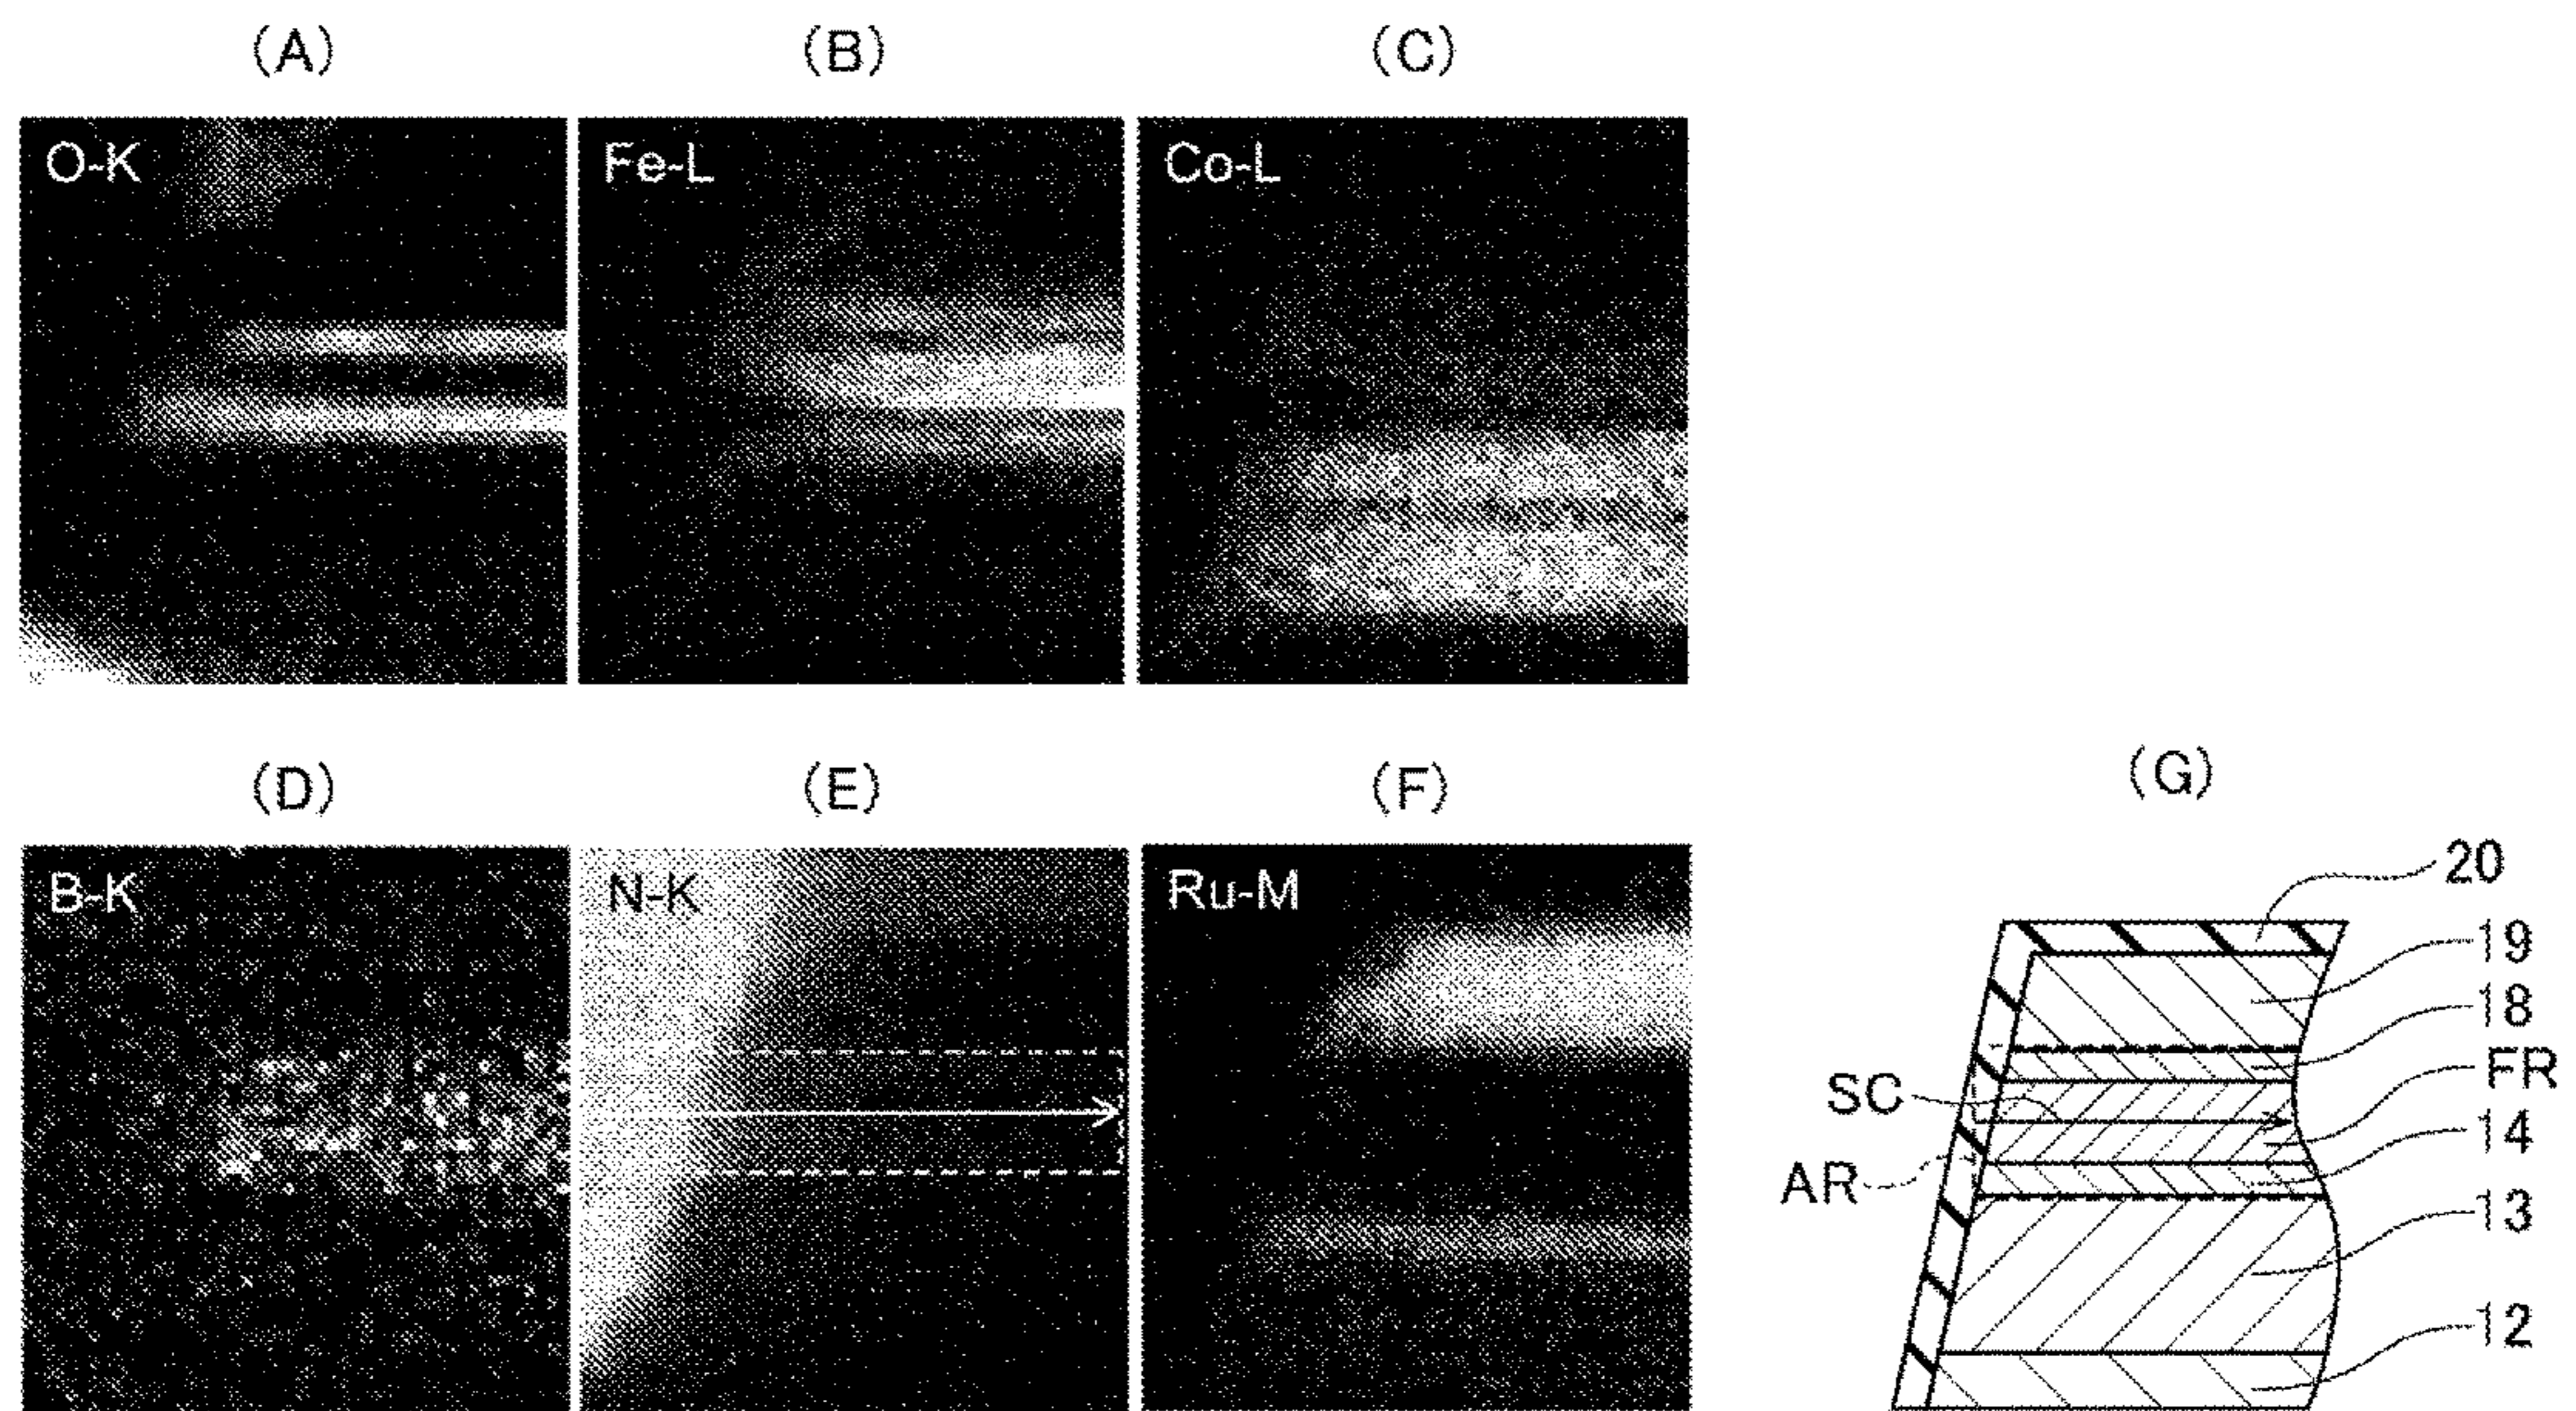 (A) (B) (C)
O-K Fe-L Co-L
(D) (E) (F) (G)
B-K N-K Ru-M
20
19
18
FR
SC
14
AR
13
12